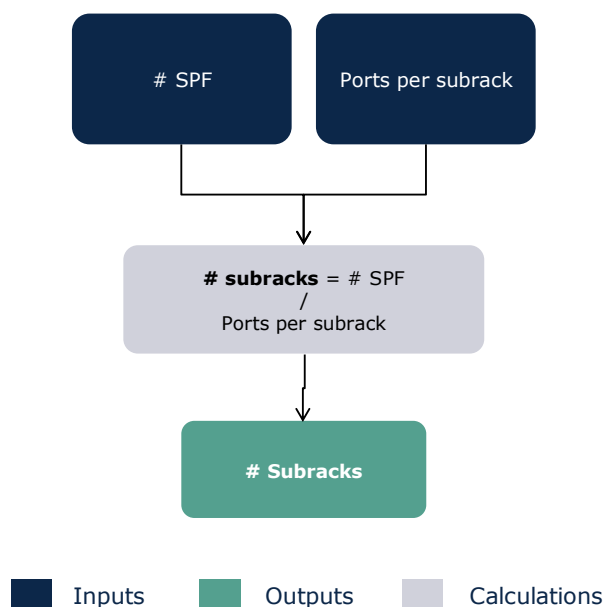 # SPF
Ports per subrack
# subracks = # SPF
/
Ports per subrack
# Subracks
Inputs
Outputs
Calculations